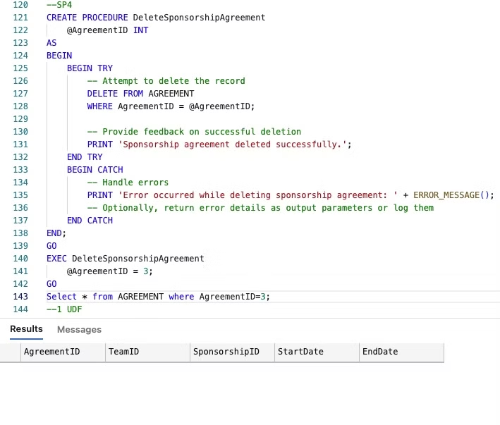 120 --SP4
121 CREATE PROCEDURE DeleteSponsorshipAgreement
122 @AgreementID INT
123 AS
124 BEGIN
125 BEGIN TRY
126 -- Attempt to delete the record
127 DELETE FROM AGREEMENT
128 WHERE AgreementID = @AgreementID;
129
130 -- Provide feedback on successful deletion
131 PRINT 'Sponsorship agreement deleted successfully.';
132 END TRY
133 BEGIN CATCH
134 -- Handle errors
135 PRINT 'Error occurred while deleting sponsorship agreement: ' + ERROR_MESSAGE();
136 -- Optionally, return error details as output parameters or log them
137 END CATCH
138 END;
139 GO
140 EXEC DeleteSponsorshipAgreement
141 @AgreementID = 3;
142 GO
143 Select * from AGREEMENT where AgreementID=3;
144 --1 UDF
Results Messages
AgreementID TeamID SponsorshipID StartDate EndDate